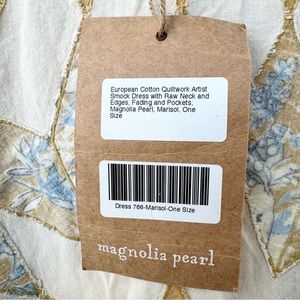 European Cotton Quiltwork Artist
Smock Dress with Raw Neck and
Edges, Fading and Pockets,
Magnolia Pearl, Marisol, One
Size
Dress 766-Marisol-One Size
magnolia pearl